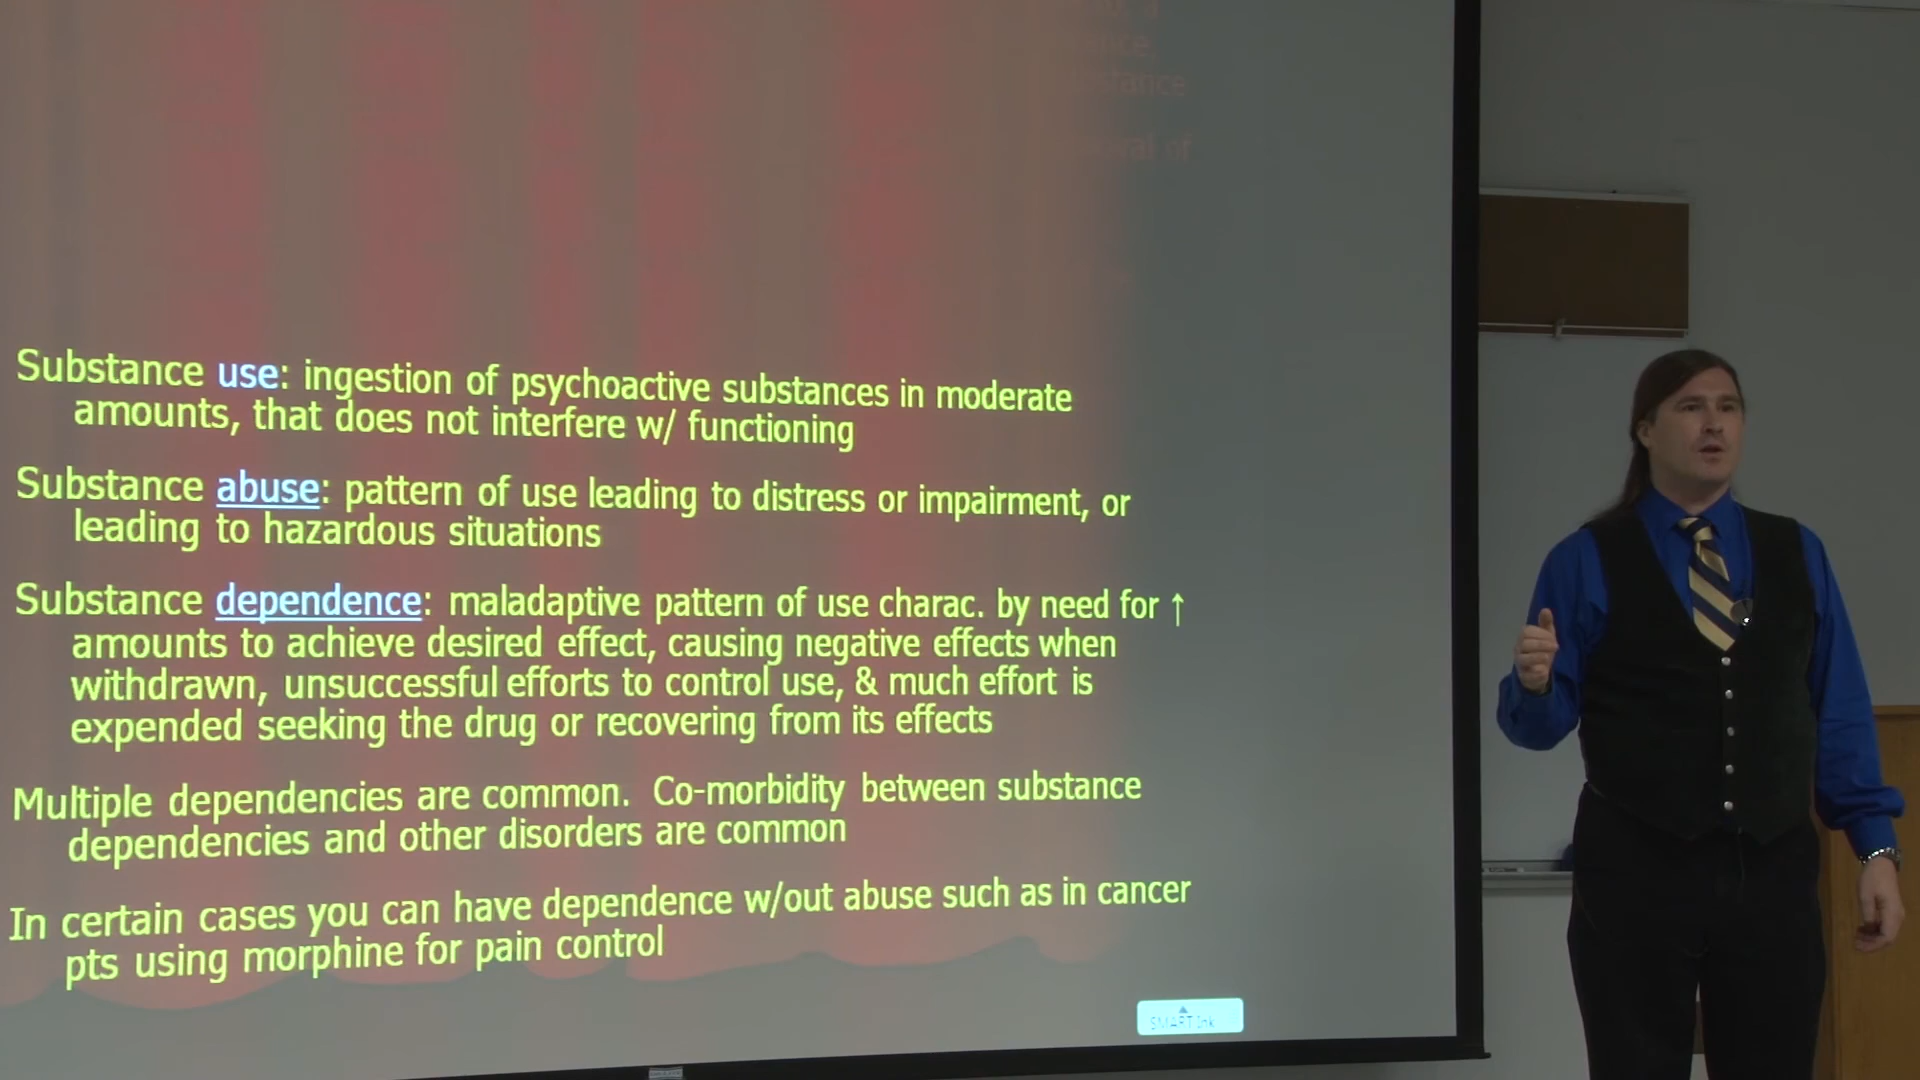 Substance use: ingestion of psychoactive substances in moderate
amounts, that does not interfere w/ functioning
Substance abuse: pattern of use leading to distress or impairment, or
leading to hazardous situations
Substance dependence: maladaptive pattern of use charac. by need for ↑
amounts to achieve desired effect, causing negative effects when
withdrawn, unsuccessful efforts to control use, & much effort is
expended seeking the drug or recovering from its effects
Multiple dependencies are common. Co-morbidity between substance
dependencies and other disorders are common
In certain cases you can have dependence w/out abuse such as in cancer
pts using morphine for pain control
SMART Ink